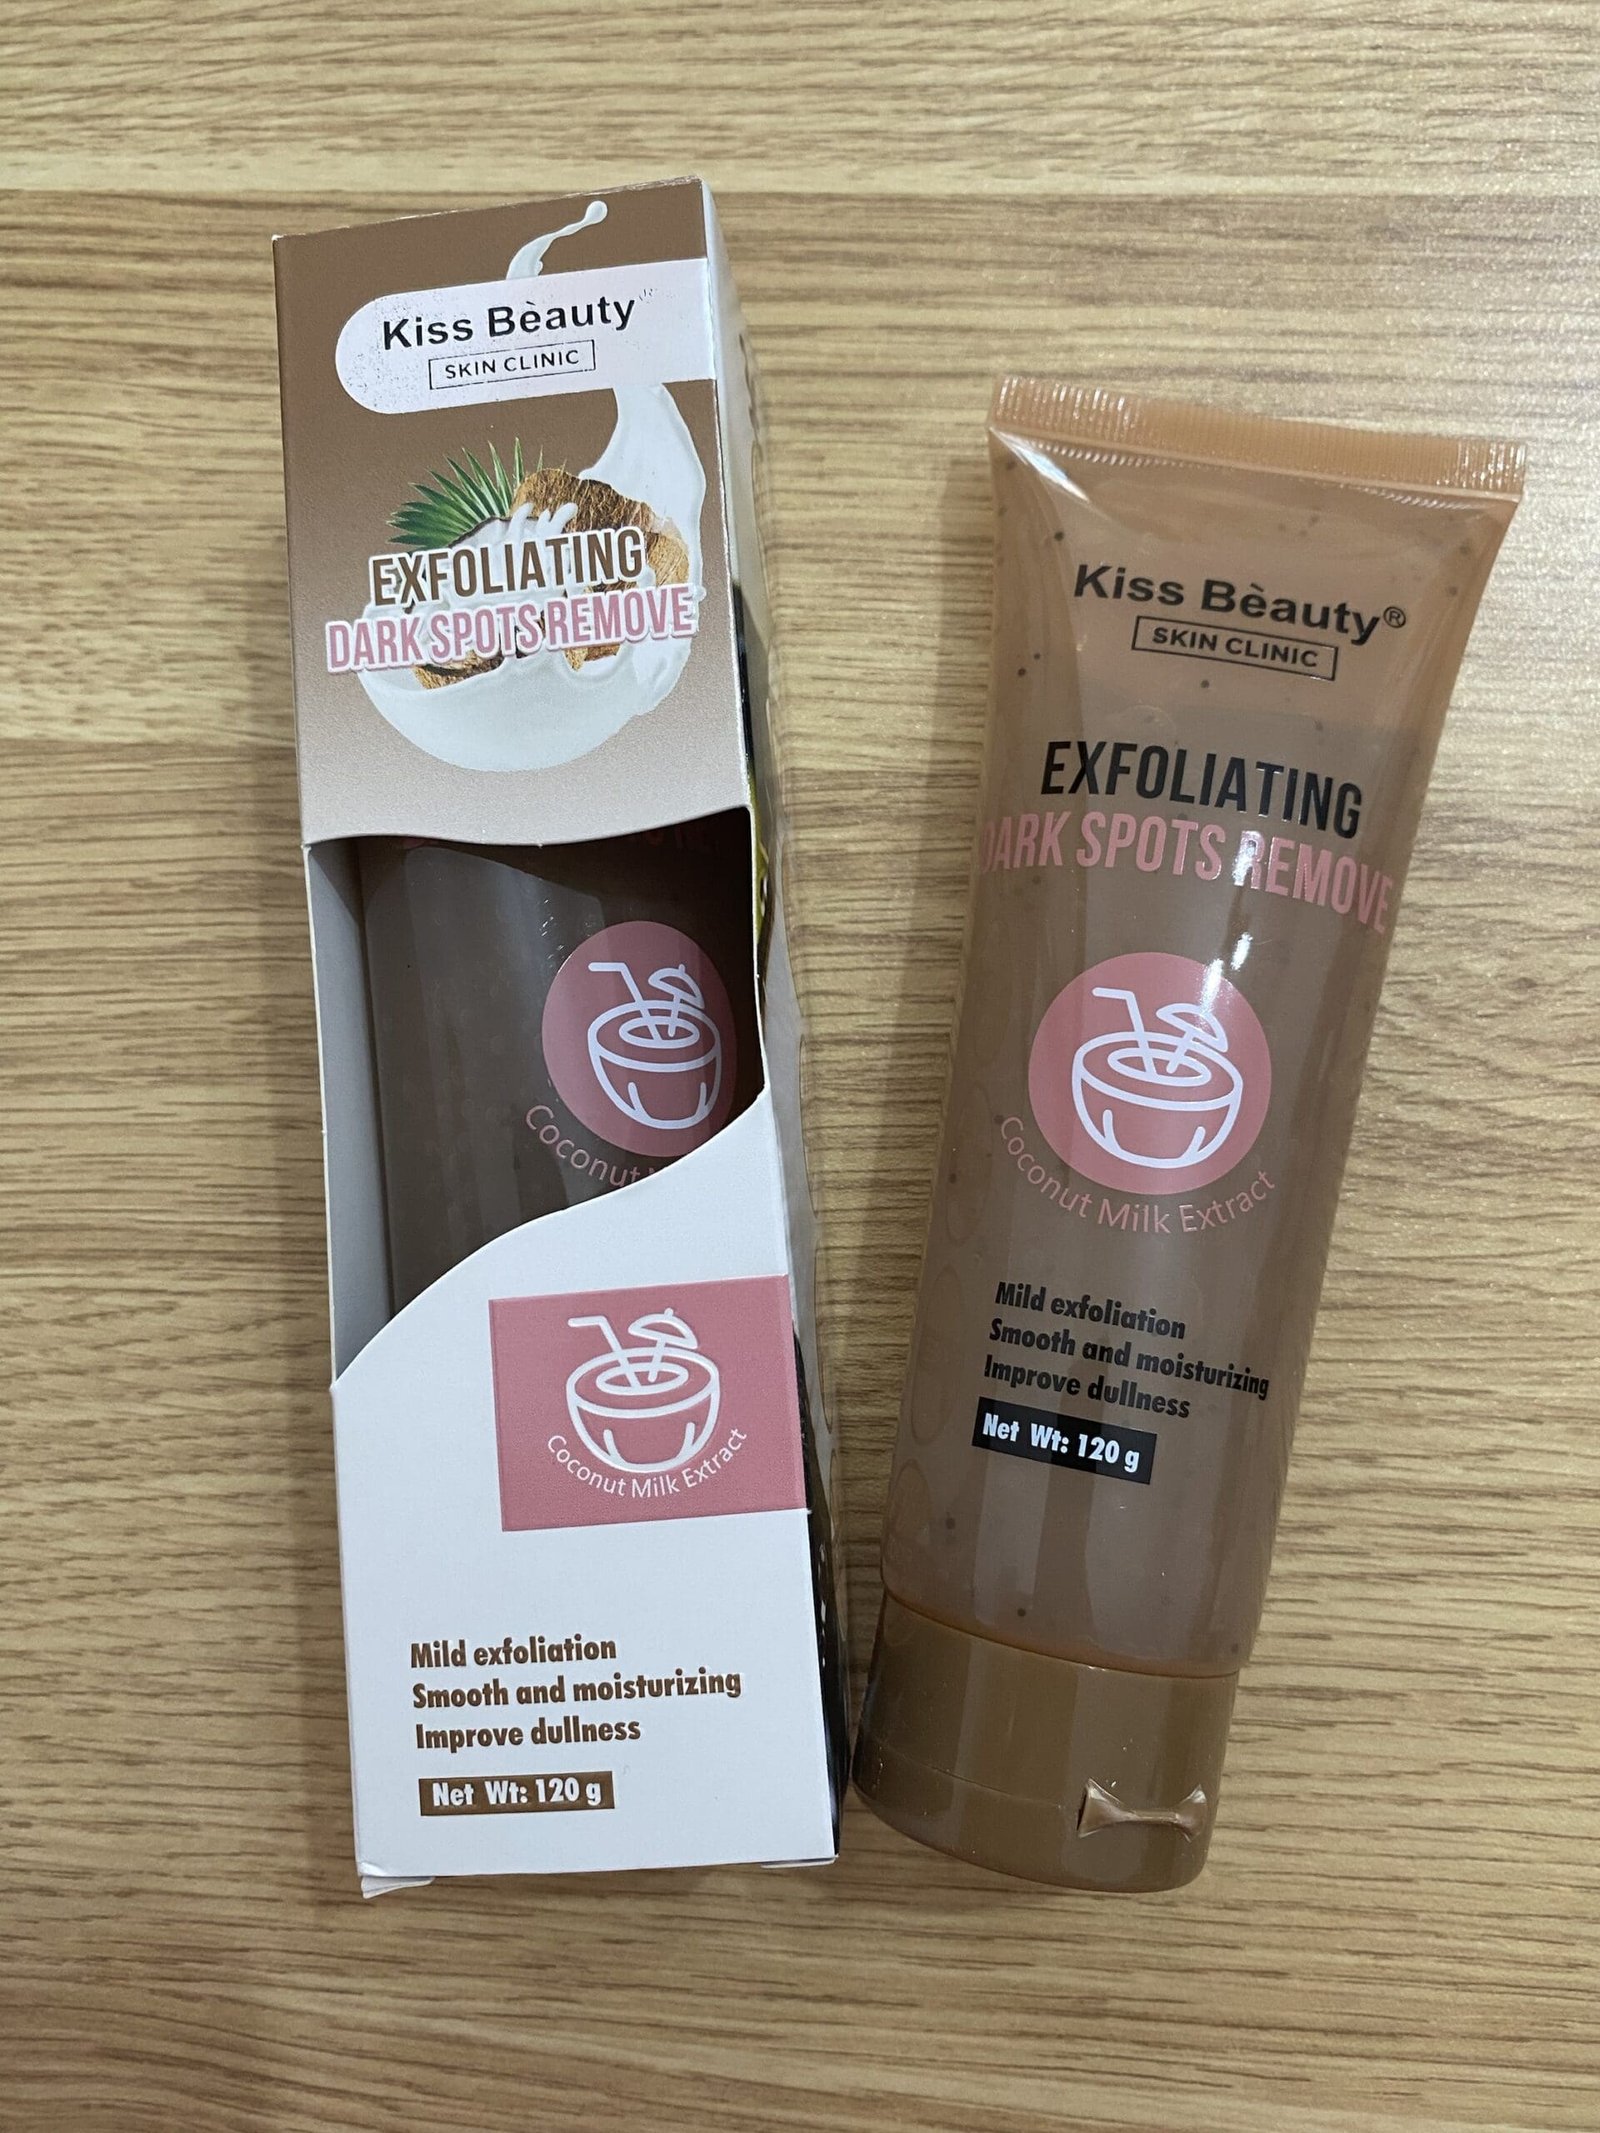 Kiss Bèauty
SKIN CLINIC
EXFOLIATING
DARK SPOTS REMOVE
Coconut
Coconut Milk Extract
Mild exfoliation
Smooth and moisturizing
Improve dullness
Net Wt: 120 g
Kiss Bèauty®
SKIN CLINIC
EXFOLIATING
DARK SPOTS REMOVE
Coconut Milk Extract
Mild exfoliation
Smooth and moisturizing
Improve dullness
Net Wt: 120 g